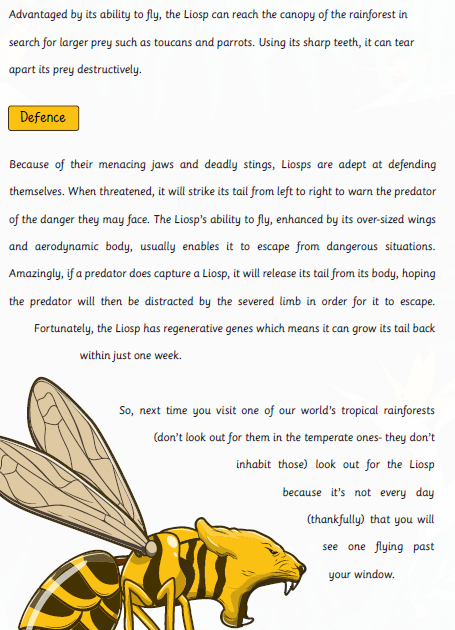 Advantaged by its ability to fly, the Liosp can reach the canopy of the rainforest in
search for larger prey such as toucans and parrots. Using its sharp teeth, it can tear
apart its prey destructively.
Defence
Because of their menacing jaws and deadly stings, Liosps are adept at defending
themselves. When threatened, it will strike its tail from left to right to warn the predator
of the danger they may face. The Liosp's ability to fly, enhanced by its over-sized wings
and aerodynamic body, usually enables it to escape from dangerous situations.
Amazingly, if a predator does capture a Liosp, it will release its tail from its body, hoping
the predator will then be distracted by the severed limb in order for it to escape.
Fortunately, the Liosp has regenerative genes which means it can grow its tail back
within just one week.
So, next time you visit one of our world's tropical rainforests
(don't look out for them in the temperate ones- they don't
inhabit those) look out for the Liosp
because it's not every day
(thankfully) that you will
see one flying past
your window.